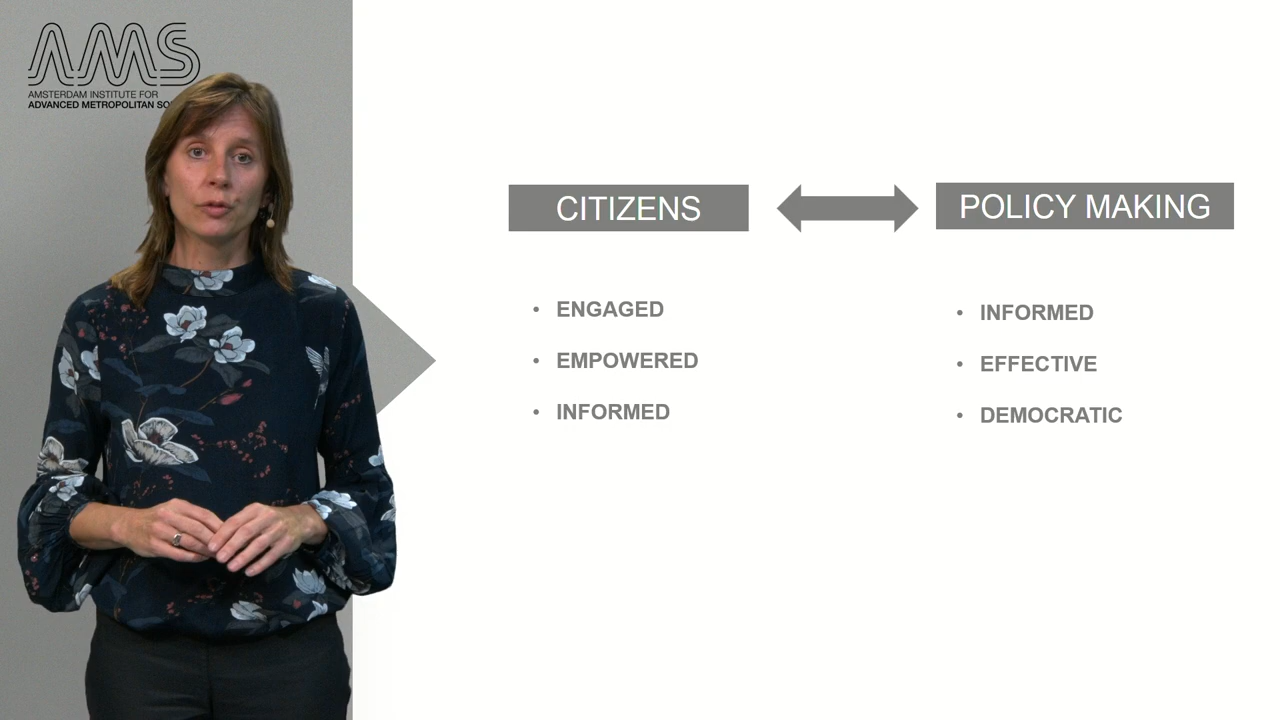 AMS
AMSTERDAM INSTITUTE FOR
ADVANCED METROPOLITAN
CITIZENS
• ENGAGED
• EMPOWERED
• INFORMED
POLICY MAKING
• INFORMED
• EFFECTIVE
• DEMOCRATIC